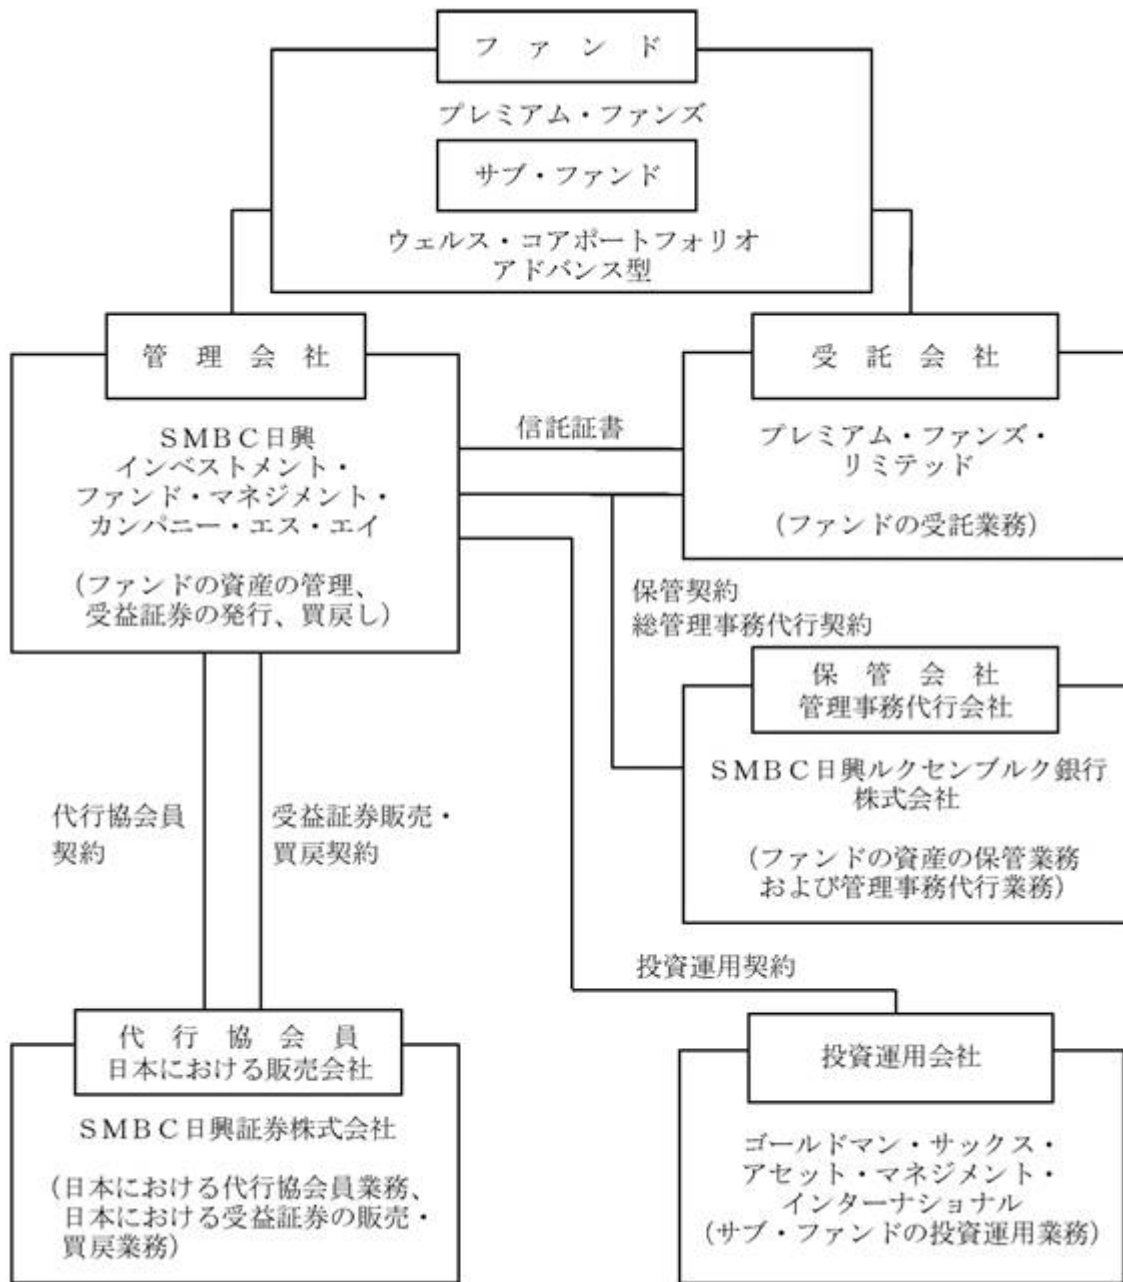 ファンド
プレミアム・ファンズ
サブ・ファンド
ウェルス・コアポートフォリオ
アドバンス型
管理会社
SMBC日興
インベストメント・
ファンド・マネジメント・
カンパニー・エス・エイ
(ファンドの資産の管理、
受益証券の発行、買戻し)
信託証書
受託会社
プレミアム・ファンズ・
リミテッド
(ファンドの受託業務)
保管契約
総管理事務代行契約
保管会社
管理事務代行会社
SMBC日興ルクセンブルク銀行
株式会社
(ファンドの資産の保管業務
および管理事務代行業務)
代行協会員
契約
受益証券販売・
買戻契約
投資運用契約
代行協会員
日本における販売会社
SMBC日興証券株式会社
(日本における代行協会員業務、
日本における受益証券の販売・
買戻業務)
投資運用会社
ゴールドマン・サックス・
アセット・マネジメント・
インターナショナル
(サブ・ファンドの投資運用業務)